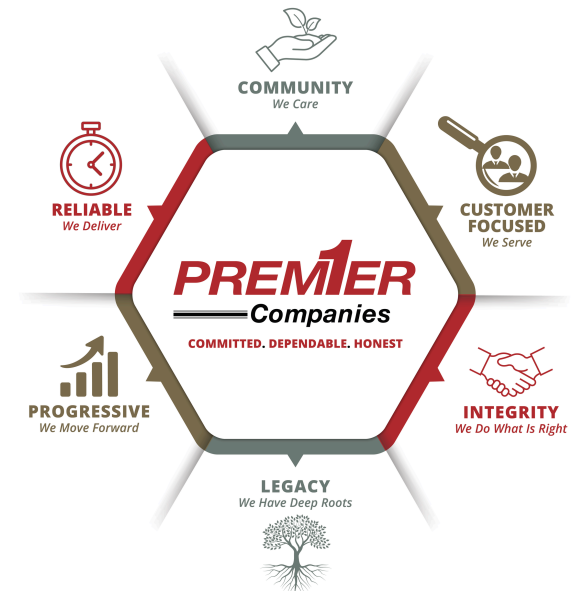 COMMUNITY
We Care
RELIABLE
We Deliver
CUSTOMER
FOCUSED
We Serve
PREM1ER
Companies
COMMITTED. DEPENDABLE. HONEST
PROGRESSIVE
We Move Forward
INTEGRITY
We Do What Is Right
LEGACY
We Have Deep Roots